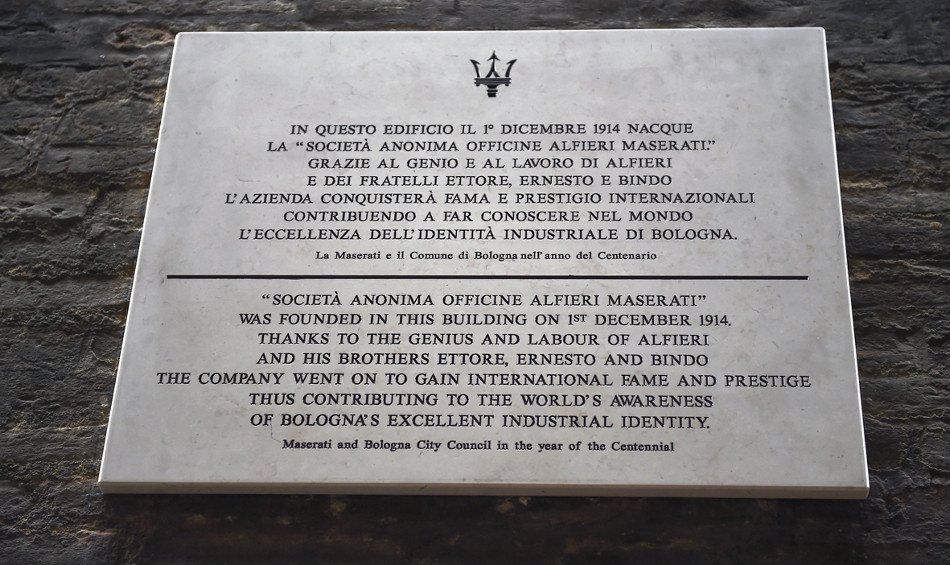 IN QUESTO EDIFICIO IL 1° DICEMBRE 1914 NACQUE
LA "SOCIETÀ ANONIMA OFFICINE ALFIERI MASERATI."
GRAZIE AL GENIO E AL LAVORO DI ALFIERI
E DEI FRATELLI ETTORE, ERNESTO E BINDO
L'AZIENDA CONQUISTERÀ FAMA E PRESTIGIO INTERNAZIONALI
CONTRIBUENDO A FAR CONOSCERE NEL MONDO
L'ECCELLENZA DELL'IDENTITÀ INDUSTRIALE DI BOLOGNA.
La Maserati e il Comune di Bologna nell'anno del Centenario
"SOCIETÀ ANONIMA OFFICINE ALFIERI MASERATI"
WAS FOUNDED IN THIS BUILDING ON 1ST DECEMBER 1914.
THANKS TO THE GENIUS AND LABOUR OF ALFIERI
AND HIS BROTHERS ETTORE, ERNESTO AND BINDO
THE COMPANY WENT ON TO GAIN INTERNATIONAL FAME AND PRESTIGE
THUS CONTRIBUTING TO THE WORLD'S AWARENESS
OF BOLOGNA'S EXCELLENT INDUSTRIAL IDENTITY.
Maserati and Bologna City Council in the year of the Centennial